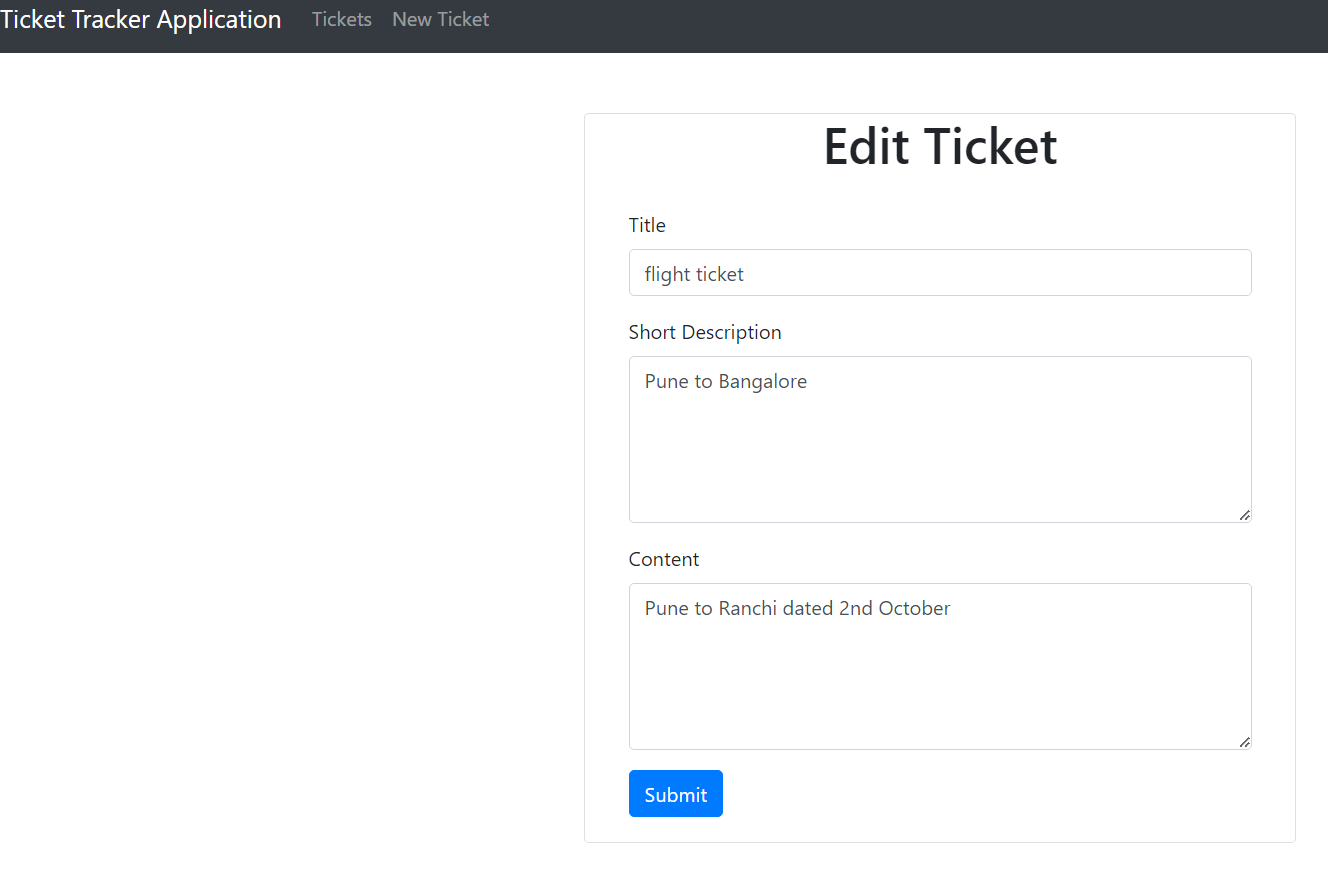 Ticket Tracker Application Tickets New Ticket
Edit Ticket
Title
flight ticket
Short Description
Pune to Bangalore
Content
Pune to Ranchi dated 2nd October
Submit